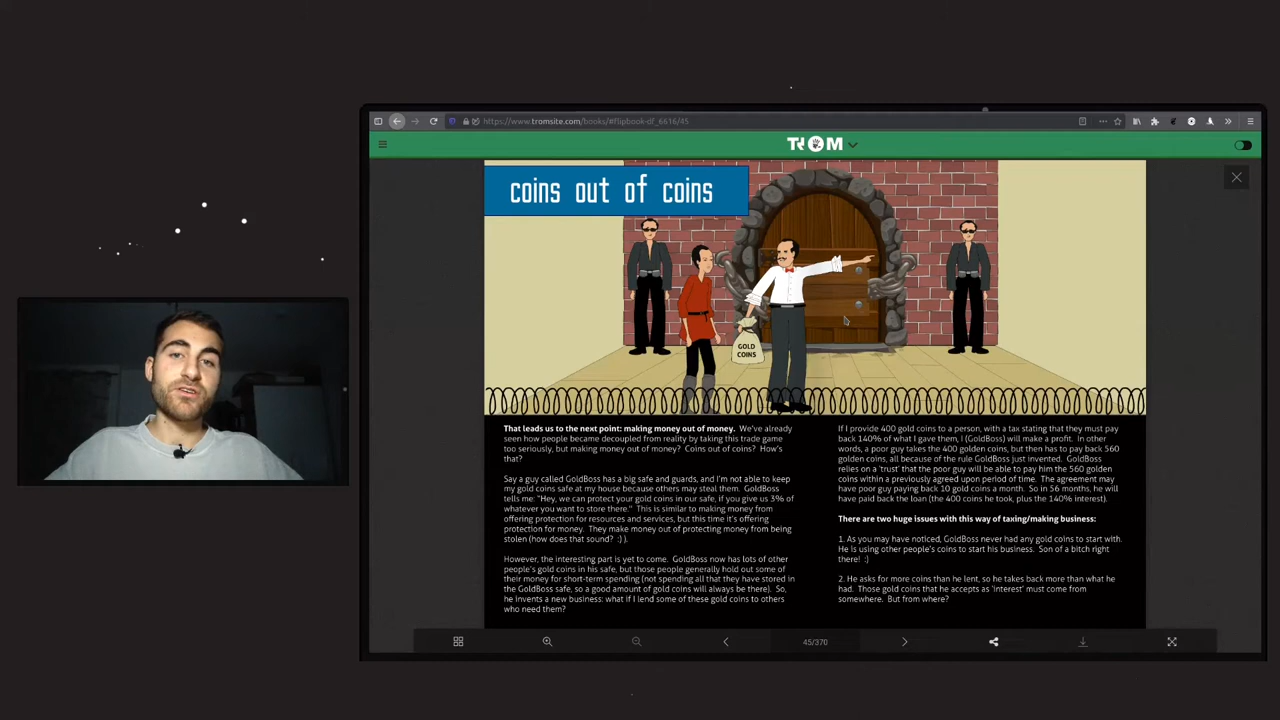 https://www.tromsite.com/books/#flipbook-df_6616/45
TROM
coins out of coins
GOLD
COINS
That leads us to the next point: making money out of money. We've already
seen how people became decoupled from reality by taking this trade game
too seriously, but making money out of money? Coins out of coins? How's
that?
Say a guy called GoldBoss has a big safe and guards, and I'm not able to keep
my gold coins safe at my house because others may steal them. GoldBoss
tells me: "Hey, we can protect your gold coins in our safe, if you give us 3% of
whatever you want to store there." This is similar to making money from
offering protection for resources and services, but this time it's offering
protection for money. They make money out of protecting money from being
stolen (how does that sound? :) ).
However, the interesting part is yet to come. GoldBoss now has lots of other
people's gold coins in his safe, but those people generally hold out some of
their money for short-term spending (not spending all that they have stored in
the GoldBoss safe, so a good amount of gold coins will always be there). So,
he invents a new business: what if I lend some of these gold coins to others
who need them?
If I provide 400 gold coins to a person, with a tax stating that they must pay
back 140% of what I gave them, I (GoldBoss) will make a profit. In other
words, a poor guy takes the 400 golden coins, but then has to pay back 560
golden coins, all because of the rule GoldBoss just invented. GoldBoss
relies on a 'trust' that the poor guy will be able to pay him the 560 golden
coins within a previously agreed upon period of time. The agreement may
have poor guy paying back 10 gold coins a month. So in 56 months, he will
have paid back the loan (the 400 coins he took, plus the 140% interest).
There are two huge issues with this way of taxing/making business:
1. As you may have noticed, GoldBoss never had any gold coins to start with.
He is using other people's coins to start his business. Son of a bitch right
there! :)
2. He asks for more coins than he lent, so he takes back more than what he
had. Those gold coins that he accepts as 'interest' must come from
somewhere. But from where?
45/370